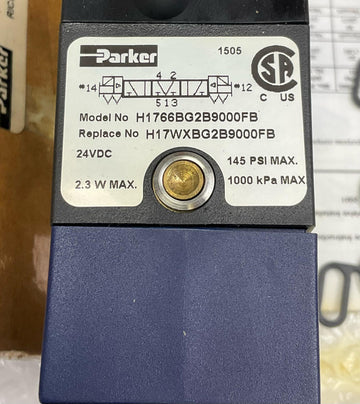 Parker
1505
4 2
14
12
5 1 3
C US
Model No H1766BG2B9000FB
Replace No H17WXBG2B9000FB
24VDC
145 PSI MAX.
2.3 W MAX.
1000 kPa MAX.
Parker